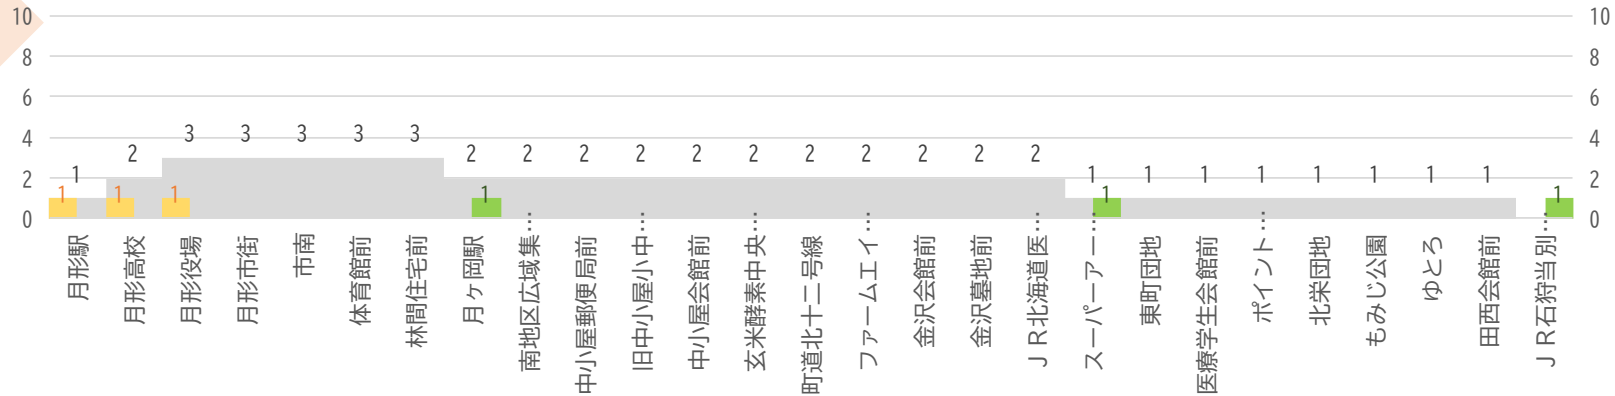 10
8
6
4
2
0
10
8
6
4
2
0
1 2 3 3 3 3 3 2 2 2 2 2 2 2 2 2 2 2 1 1 1 1 1 1 1 1
1 1 1
1 1 1
月形駅
月形高校
月形役場
月形市街
市南
体育館前
林間住宅前
月ヶ岡駅
南地区広域集…
中小屋郵便局前
旧中小屋小中…
中小屋会館前
玄米酵素中央…
町道北十二号線
ファームエイ…
金沢会館前
金沢墓地前
ＪＲ北海道医…
スーパーアー…
東町団地
医療学生会館前
ポイント…
北栄団地
もみじ公園
ゆとろ
田西会館前
ＪＲ石狩当別…